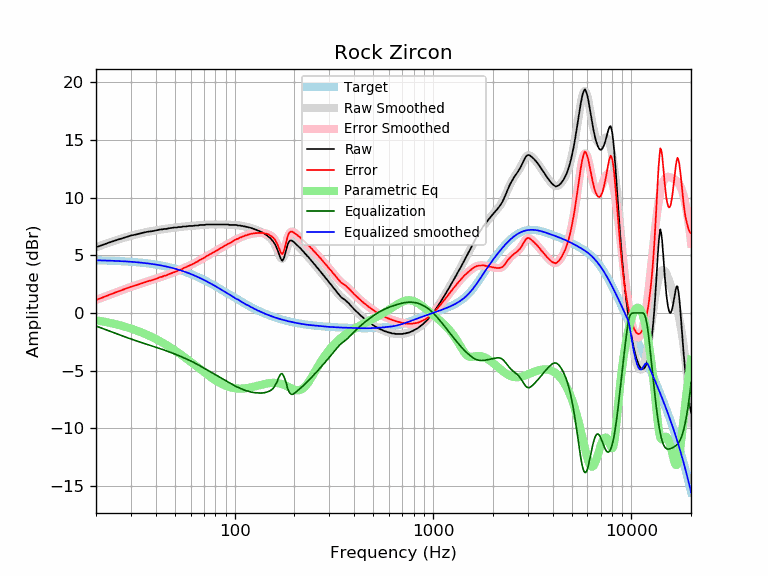 Rock Zircon
20
15
10
5
0
−5
−10
−15
Amplitude (dBr)
Target
Raw Smoothed
Error Smoothed
Raw
Error
Parametric Eq
Equalization
Equalized smoothed
100
1000
10000
Frequency (Hz)